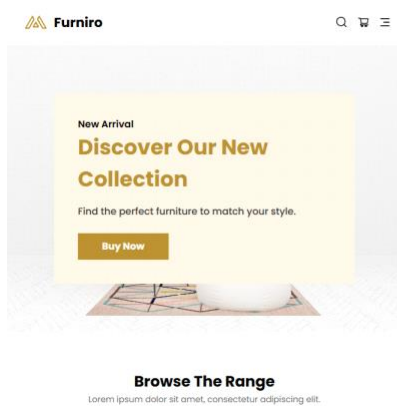 Furniro
New Arrival
Discover Our New
Collection
Find the perfect furniture to match your style.
Buy Now
Browse The Range
Lorem ipsum dolor sit amet, consectetur adipiscing elit.